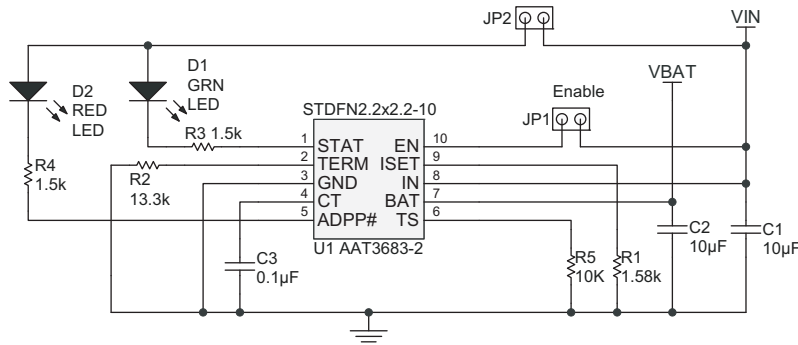 JP2
VIN
D2
RED
LED
D1
GRN
LED
VBAT
Enable
JP1
STDFN2.2x2.2-10
R3 1.5k
R4
1.5k
R2
13.3k
1 STAT
2 TERM
3 GND
4 CT
5 ADPP#
EN 10
ISET 9
IN 8
BAT 7
TS 6
U1 AAT3683-2
C3
0.1µF
R5
10K
R1
1.58k
C2
10µF
C1
10µF